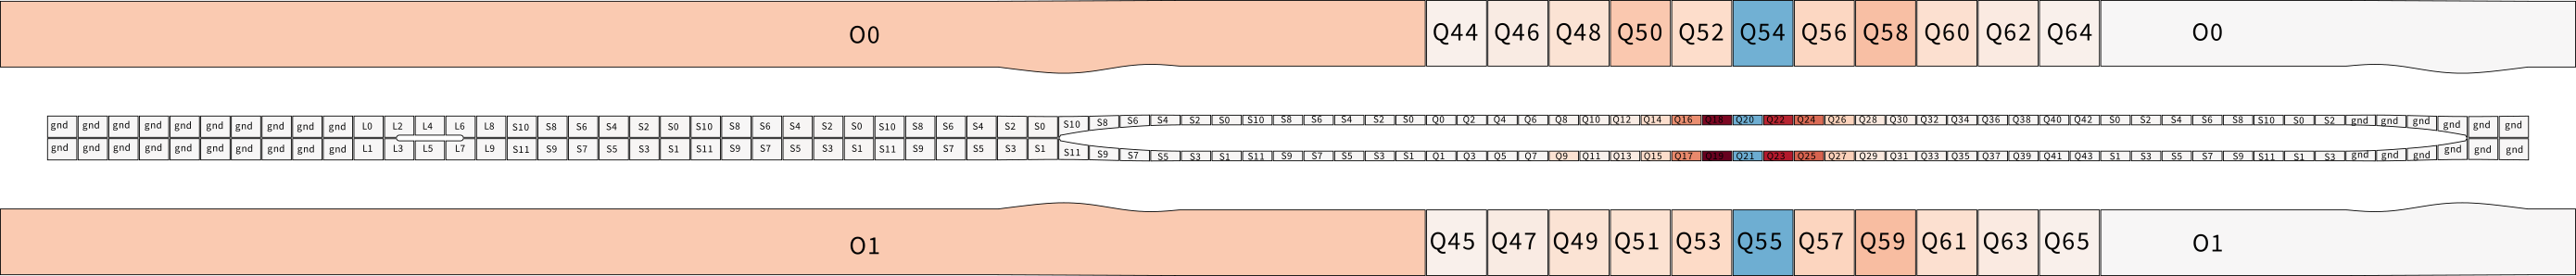 O0 Q44 Q46 Q48 Q50 Q52 Q54 Q56 Q58 Q60 Q62 Q64 O0
gnd gnd gnd gnd gnd gnd gnd gnd gnd gnd L0 L2 L4 L6 L8 S10 S8 S6 S4 S2 S0 S10 S8 S6 S4 S2 S0 S10 S8 S6 S4 S2 S0 S10 S8 S6 S4 S2 S0 S10 S8 S6 S4 S2 S0 Q0 Q2 Q4 Q6 Q8 Q10 Q12 Q14 Q16 Q18 Q20 Q22 Q24 Q26 Q28 Q30 Q32 Q34 Q36 Q38 Q40 Q42 S0 S2 S4 S6 S8 S10 S0 S2 gnd gnd gnd gnd gnd gnd
gnd gnd gnd gnd gnd gnd gnd gnd gnd gnd L1 L3 L5 L7 L9 S11 S9 S7 S5 S3 S1 S11 S9 S7 S5 S3 S1 S11 S9 S7 S5 S3 S1 S11 S9 S7 S5 S3 S1 S11 S9 S7 S5 S3 S1 Q1 Q3 Q5 Q7 Q9 Q11 Q13 Q15 Q17 Q19 Q21 Q23 Q25 Q27 Q29 Q31 Q33 Q35 Q37 Q39 Q41 Q43 S1 S3 S5 S7 S9 S11 S1 S3 gnd gnd gnd gnd gnd gnd
O1 Q45 Q47 Q49 Q51 Q53 Q55 Q57 Q59 Q61 Q63 Q65 O1